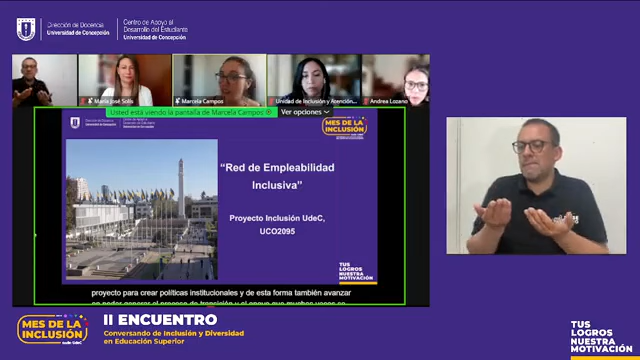 Dirección de Docencia
Universidad de Concepción
Centro de Apoyo al
Desarrollo del Estudiante
Universidad de Concepción
María José Solis
Marcela Campos
Unidad de Inclusión y Atención...
Andrea Lozano
Usted está viendo la pantalla de Marcela Campoc
Ver opciones
MES DE LA
INCLUSIÓN
“Red de Empleabilidad
Inclusiva”
Proyecto Inclusión UdeC,
UCO2095
TUS
LOGROS
NUESTRA
MOTIVACIÓN
proyecto para crear políticas institucionales y de esta forma también avanzar
MES DE LA
INCLUSIÓN
II ENCUENTRO
Conversando de Inclusión y Diversidad
en Educación Superior
TUS
LOGROS
NUESTRA
MOTIVACIÓN